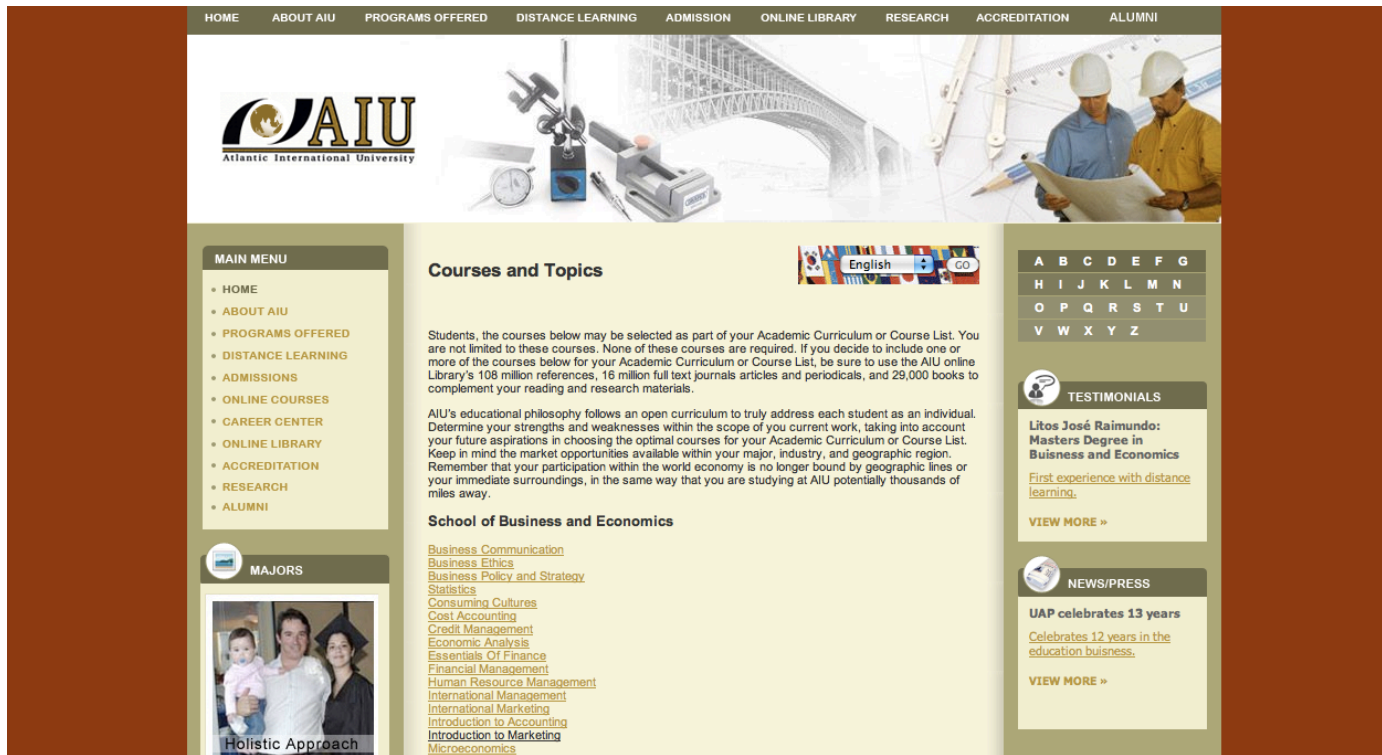 HOME ABOUT AIU PROGRAMS OFFERED DISTANCE LEARNING ADMISSION ONLINE LIBRARY RESEARCH ACCREDITATION ALUMNI
AIU
Atlantic International University
MAIN MENU
HOME
ABOUT AIU
PROGRAMS OFFERED
DISTANCE LEARNING
ADMISSIONS
ONLINE COURSES
CAREER CENTER
ONLINE LIBRARY
ACCREDITATION
RESEARCH
ALUMNI
MAJORS
Holistic Approach
Courses and Topics
English GO
Students, the courses below may be selected as part of your Academic Curriculum or Course List. You
are not limited to these courses. None of these courses are required. If you decide to include one or
more of the courses below for your Academic Curriculum or Course List, be sure to use the AIU online
Library's 108 million references, 16 million full text journals articles and periodicals, and 29,000 books to
complement your reading and research materials.
AIU's educational philosophy follows an open curriculum to truly address each student as an individual.
Determine your strengths and weaknesses within the scope of you current work, taking into account
your future aspirations in choosing the optimal courses for your Academic Curriculum or Course List.
Keep in mind the market opportunities available within your major, industry, and geographic region.
Remember that your participation within the world economy is no longer bound by geographic lines or
your immediate surroundings, in the same way that you are studying at AIU potentially thousands of
miles away.
School of Business and Economics
Business Communication
Business Ethics
Business Policy and Strategy
Statistics
Consuming Cultures
Cost Accounting
Credit Management
Economic Analysis
Essentials Of Finance
Financial Management
Human Resource Management
International Management
International Marketing
Introduction to Accounting
Introduction to Marketing
Microeconomics
A B C D E F G
H I J K L M N
O P Q R S T U
V W X Y Z
TESTIMONIALS
Litos José Raimundo:
Masters Degree in
Buisness and Economics
First experience with distance
learning.
VIEW MORE »
NEWS/PRESS
UAP celebrates 13 years
Celebrates 12 years in the
education buisness.
VIEW MORE »